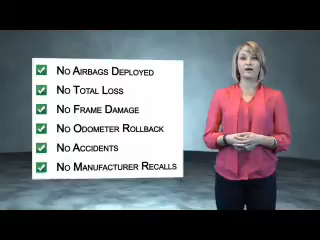 No Airbags Deployed
No Total Loss
No Frame Damage
No Odometer Rollback
No Accidents
No Manufacturer Recalls